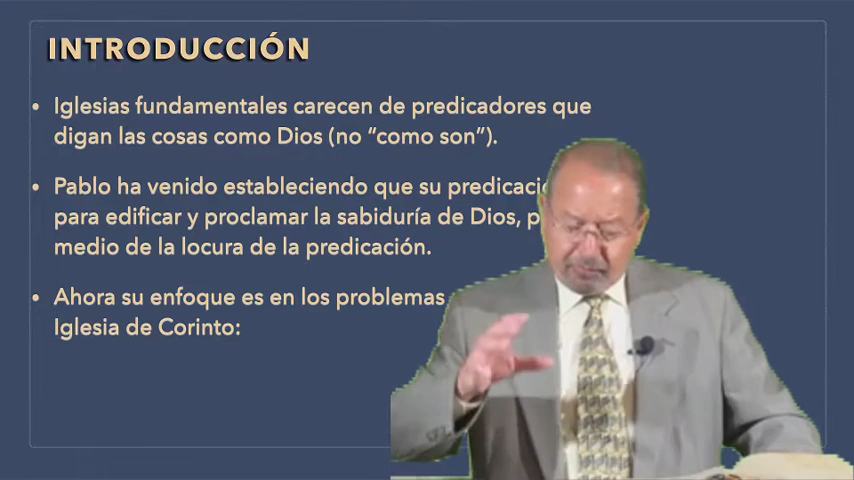 INTRODUCCIÓN
• Iglesias fundamentales carecen de predicadores que
digan las cosas como Dios (no “como son”).
• Pablo ha venido estableciendo que su
para edificar y proclamar la sabiduría de Dios,
medio de la locura de la predicación.
• Ahora su enfoque es en los problemas
Iglesia de Corinto: